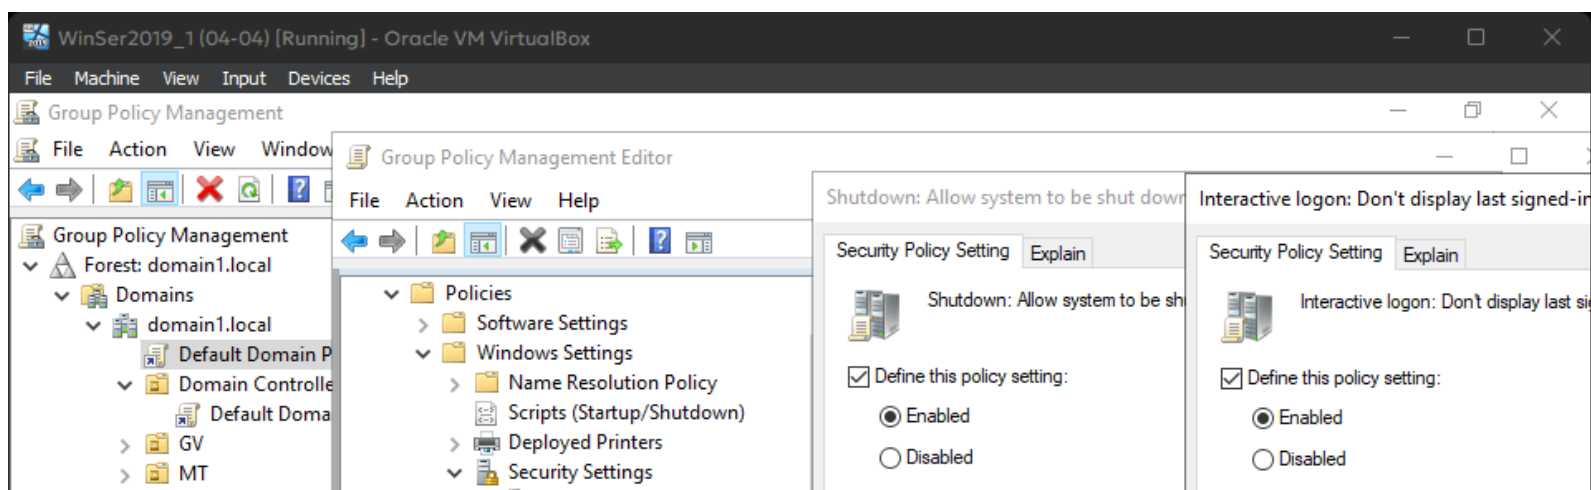 WinSer2019_1 (04-04) [Running] - Oracle VM VirtualBox
File Machine View Input Devices Help
Group Policy Management
File Action View Window
Group Policy Management
Forest: domain1.local
Domains
domain1.local
Default Domain P
Domain Controlle
Default Doma
GV
MT
Group Policy Management Editor
File Action View Help
Policies
Software Settings
Windows Settings
Name Resolution Policy
Scripts (Startup/Shutdown)
Deployed Printers
Security Settings
Shutdown: Allow system to be shut down
Security Policy Setting Explain
Shutdown: Allow system to be sh
Define this policy setting:
Enabled
Disabled
Interactive logon: Don't display last signed-in
Security Policy Setting Explain
Interactive logon: Don't display last si
Define this policy setting:
Enabled
Disabled